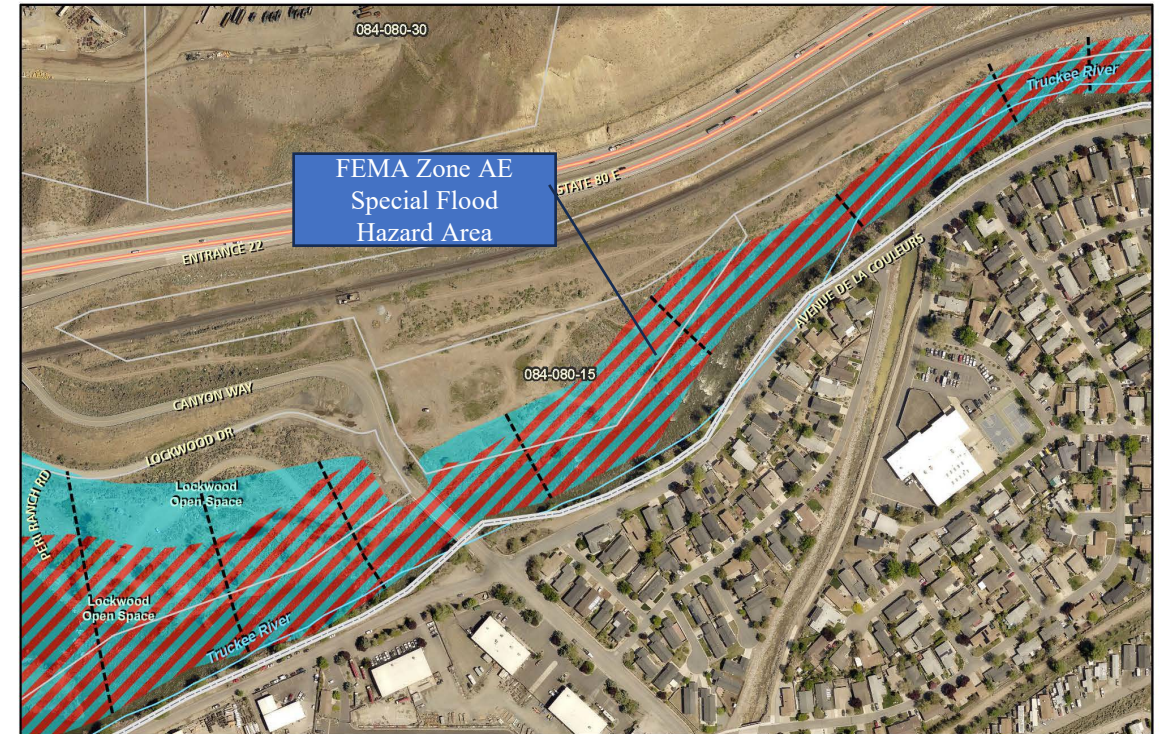 084-080-30
Truckee River
FEMA Zone AE
Special Flood
Hazard Area
STATE 80 E
ENTRANCE 22
AVENUE DE LA COULEURS
084-080-15
CANYON WAY
LOCKWOOD DR
PERI RANCH RD
Lockwood
Open Space
Lockwood
Open Space
Truckee River